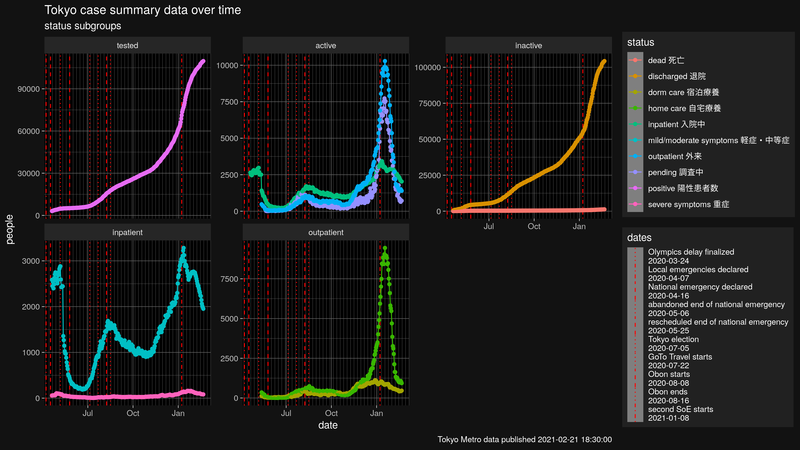 Tokyo case summary data over time
status subgroups
tested
active
inactive
90000
60000
30000
0
10000
7500
5000
2500
0
100000
75000
50000
25000
0
Jul
Oct
Jan
inpatient
outpatient
3000
2000
1000
0
7500
5000
2500
0
Jul
Oct
Jan
Jul
Oct
Jan
people
date
status
dead 死亡
discharged 退院
dorm care 宿泊療養
home care 自宅療養
inpatient 入院中
mild/moderate symptoms 軽症・中等症
outpatient 外来
pending 調査中
positive 陽性患者数
severe symptoms 重症
dates
Olympics delay finalized
2020-03-24
Local emergencies declared
2020-04-07
National emergency declared
2020-04-16
abandoned end of national emergency
2020-05-06
rescheduled end of national emergency
2020-05-25
Tokyo election
2020-07-05
GoTo Travel starts
2020-07-22
Obon starts
2020-08-08
Obon ends
2020-08-16
second SoE starts
2021-01-08
Tokyo Metro data published 2021-02-21 18:30:00